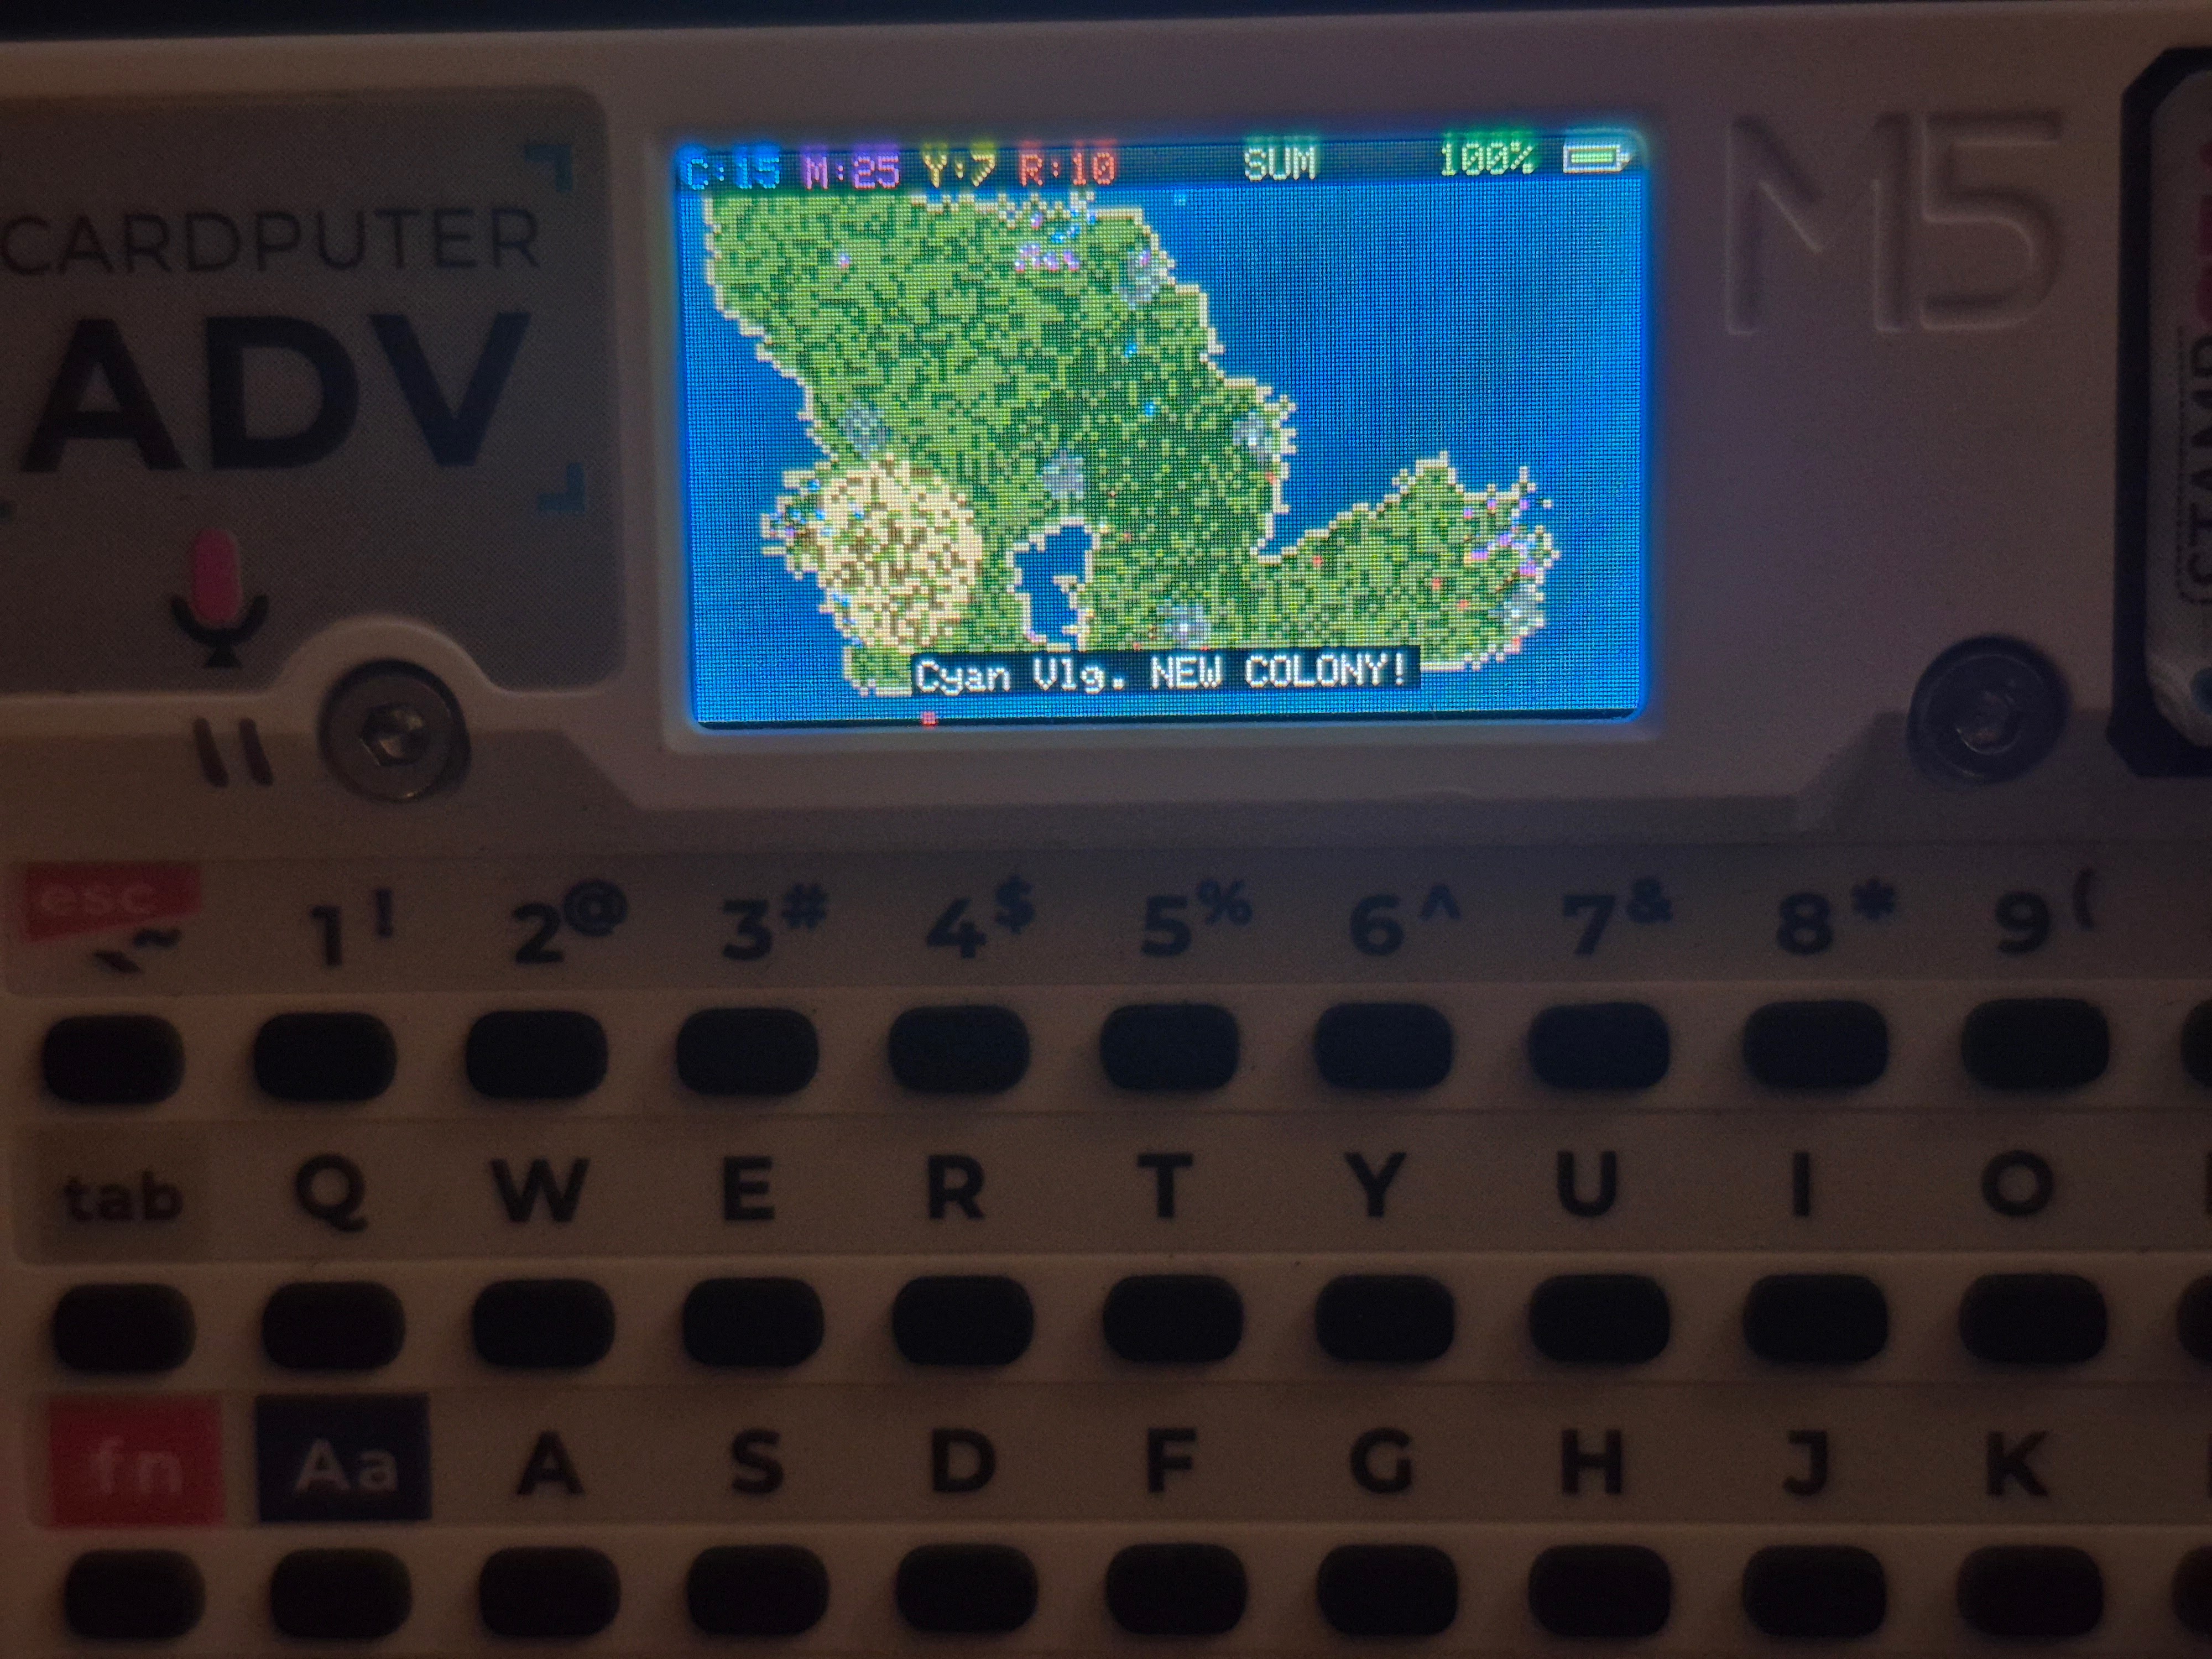 C:15 M:25 Y:7 R:10 SUM 100%
CARDPUTER
ADV
M5
STAMP
Cyan Vlg. NEW COLONY!
esc 1 ! 2 @ 3 # 4 $ 5 % 6 ^ 7 & 8 * 9 (
` ~
tab Q W E R T Y U I O
fn Aa A S D F G H J K